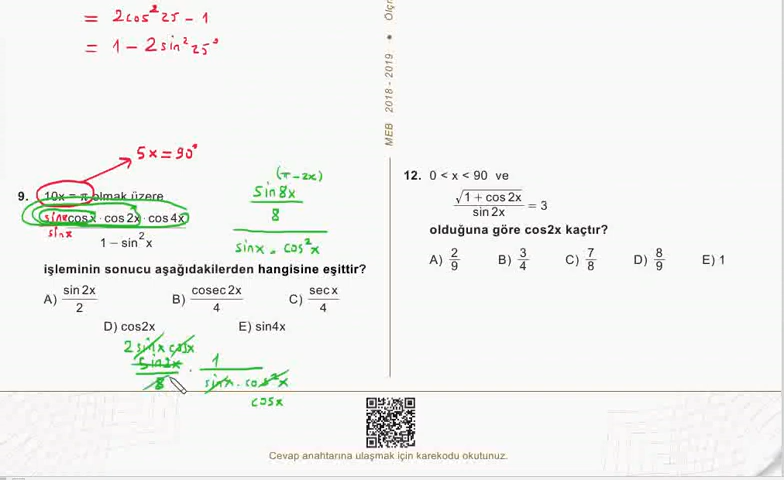 = 2cos²25 - 1
= 1 - 2sin²25°
MEB 2018 - 2019 • Ölç
5x = 90°
9. 10x = π olmak üzere
sinx cosx · cos2x · cos4x
sinx
1 – sin²x
(π - 2x)
sin8x
8
sinx . cos²x
işleminin sonucu aşağıdakilerden hangisine eşittir?
A) sin2x/2 B) cosec2x/4 C) secx/4
D) cos2x E) sin4x
2 sinx cosx
sin2x/8 . 1/(sinx . cos²x)
cosx
12. 0 < x < 90 ve
√(1 + cos2x)/sin2x = 3
olduğuna göre cos2x kaçtır?
A) 2/9 B) 3/4 C) 7/8 D) 8/9 E) 1
Cevap anahtarına ulaşmak için karekodu okutunuz.